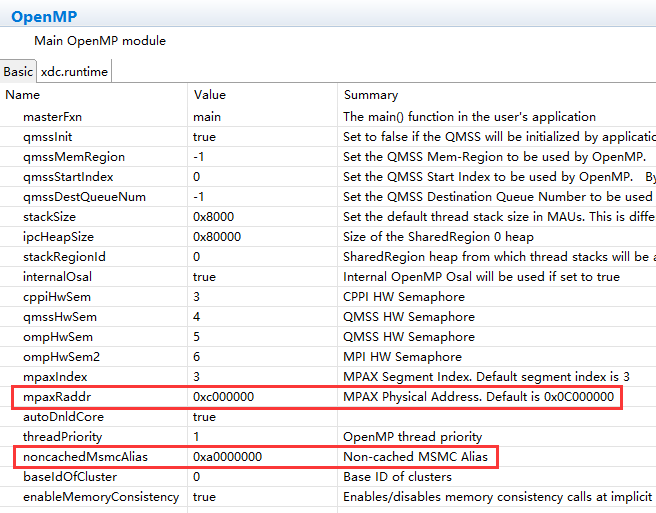 OpenMP
Main OpenMP module
Basic xdc.runtime
Name Value Summary
masterFxn main The main() function in the user's application
qmssInit true Set to false if the QMSS will be initialized by applicatio
qmssMemRegion -1 Set the QMSS Mem-Region to be used by OpenMP.
qmssStartIndex 0 Set the QMSS Start Index to be used by OpenMP. By
qmssDestQueueNum -1 Set the QMSS Destination Queue Number to be used
stackSize 0x8000 Set the default thread stack size in MAUs. This is diffe
ipcHeapSize 0x80000 Size of the SharedRegion 0 heap
stackRegionId 0 SharedRegion heap from which thread stacks will be a
internalOsal true Internal OpenMP Osal will be used if set to true
cppiHwSem 3 CPPI HW Semaphore
qmssHwSem 4 QMSS HW Semaphore
ompHwSem 5 QMSS HW Semaphore
ompHwSem2 6 MPI HW Semaphore
mpaxIndex 3 MPAX Segment Index. Default segment index is 3
mpaxRaddr 0xc000000 MPAX Physical Address. Default is 0x0C000000
autoDnldCore true
threadPriority 1 OpenMP thread priority
noncachedMsmcAlias 0xa0000000 Non-cached MSMC Alias
baseIdOfCluster 0 Base ID of clusters
enableMemoryConsistency true Enables/disables memory consistency calls at implicit